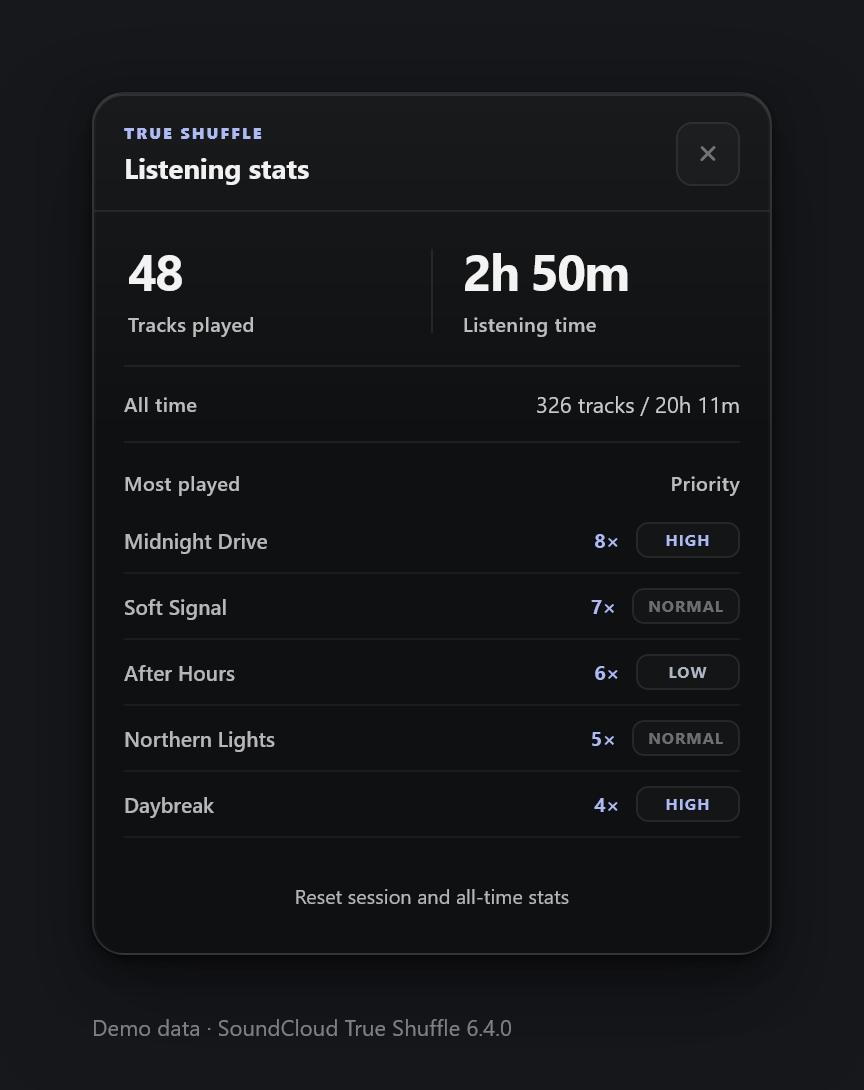 TRUE SHUFFLE
Listening stats
×
48
Tracks played
2h 50m
Listening time
All time 326 tracks / 20h 11m
Most played Priority
Midnight Drive 8× HIGH
Soft Signal 7× NORMAL
After Hours 6× LOW
Northern Lights 5× NORMAL
Daybreak 4× HIGH
Reset session and all-time stats
Demo data · SoundCloud True Shuffle 6.4.0